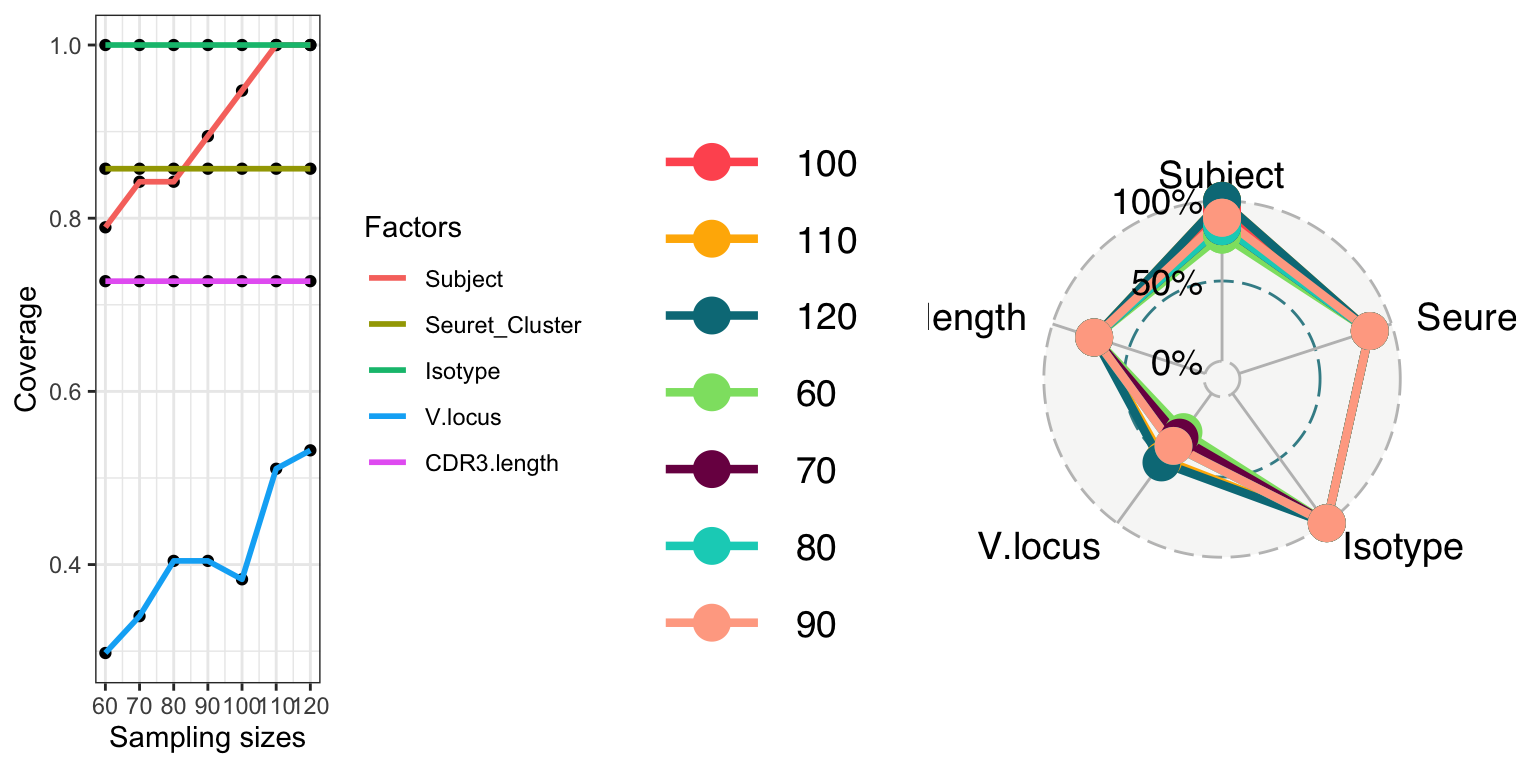 1.0
0.8
0.6
0.4
Coverage
60 70 80 90 100 110 120
Sampling sizes
Factors
Subject
Seuret_Cluster
Isotype
V.locus
CDR3.length
100
110
120
60
70
80
90
Subject
100%
50%
0%
length
Seure
V.locus
Isotype